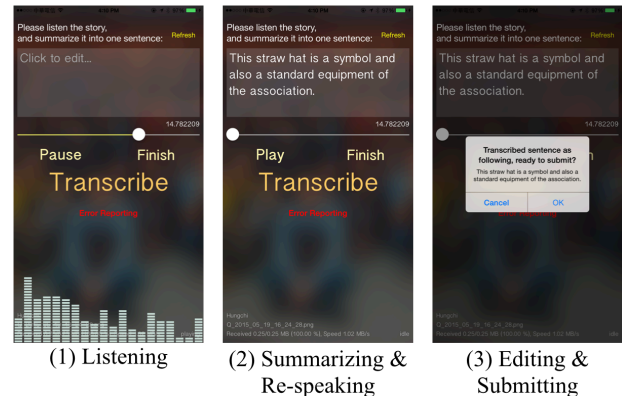 4:50 PM
Please listen the story,
and summarize it into one sentence:
Refresh
Click to edit...
14.782209
Pause
Finish
Transcribe
Error Reporting
(1) Listening
Please listen the story,
and summarize it into one sentence:
Refresh
This straw hat is a symbol and
also a standard equipment of
the association.
14.782209
Play
Finish
Transcribe
Error Reporting
Hungchi
Q_2015_05_19_16_24_28.png
Received 0.25/0.25 MB (100.00 %), Speed 1.02 MB/s
idle
(2) Summarizing &
Re-speaking
Please listen the story,
and summarize it into one sentence:
Refresh
This straw hat is a symbol and
also a standard equipment of
the association.
14.782209
Transcribed sentence as
following, ready to submit?
This straw hat is a symbol and also a
standard equipment of the association.
Cancel
OK
Hungchi
Q_2015_05_19_16_24_28.png
Received 0.25/0.25 MB (100.00 %), Speed 1.02 MB/s
idle
(3) Editing &
Submitting